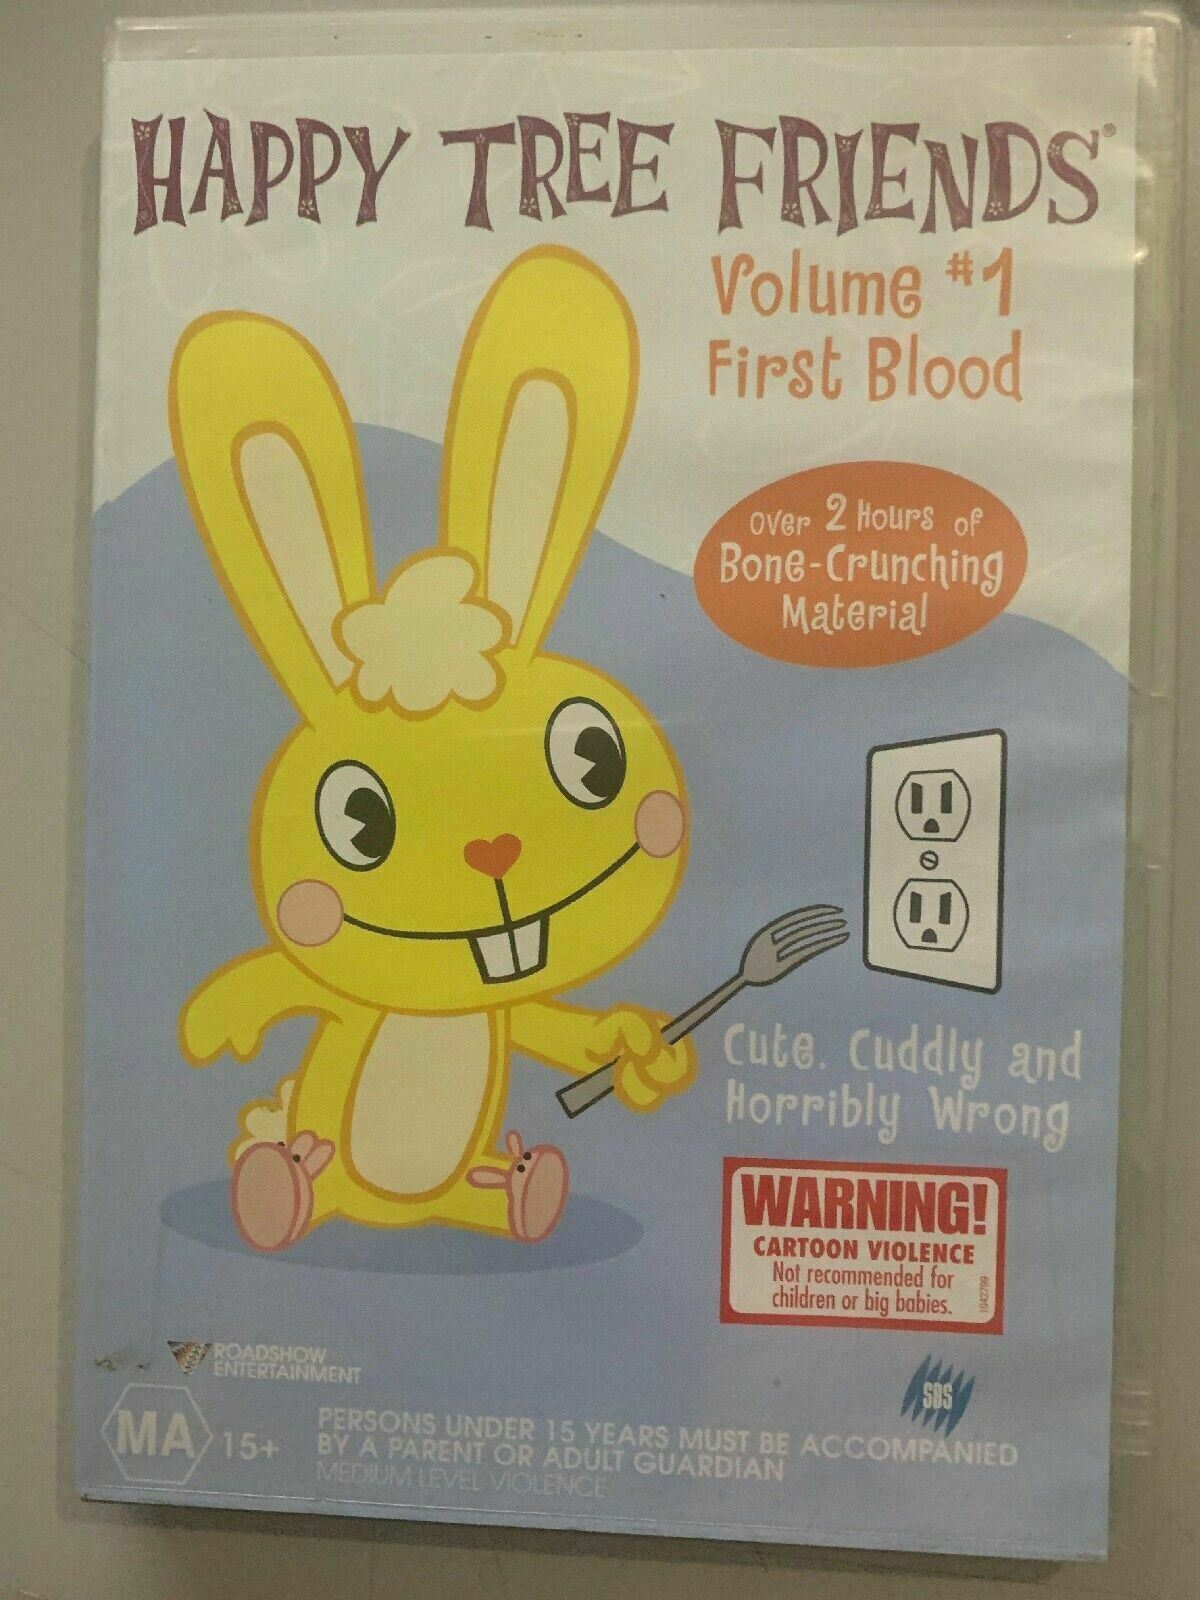 HAPPY TREE FRIENDS®
Volume #1
First Blood
Over 2 Hours of
Bone-Crunching
Material
Cute, Cuddly and
Horribly Wrong
WARNING!
CARTOON VIOLENCE
Not recommended for
children or big babies.
1042799
ROADSHOW
ENTERTAINMENT
SBS
MA 15+
PERSONS UNDER 15 YEARS MUST BE ACCOMPANIED
BY A PARENT OR ADULT GUARDIAN
MEDIUM LEVEL VIOLENCE